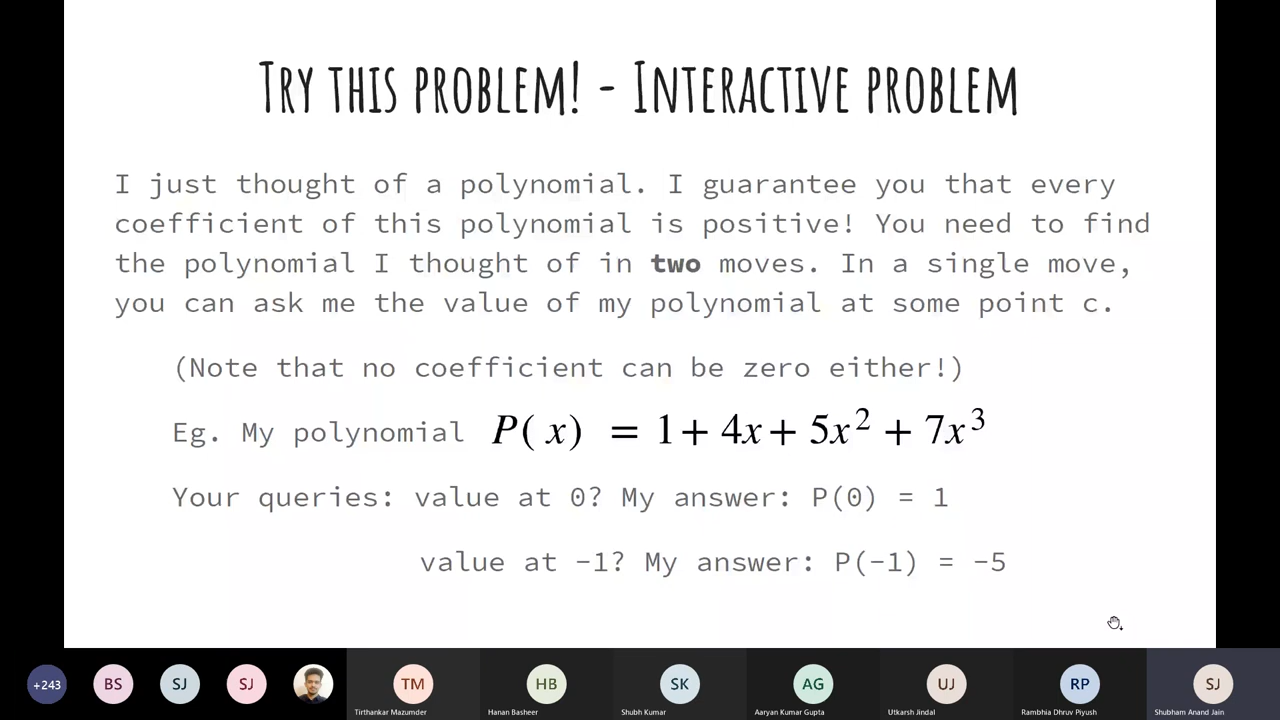 TRY THIS PROBLEM! - INTERACTIVE PROBLEM
I just thought of a polynomial. I guarantee you that every
coefficient of this polynomial is positive! You need to find
the polynomial I thought of in two moves. In a single move,
you can ask me the value of my polynomial at some point c.
(Note that no coefficient can be zero either!)
Eg. My polynomial P(x) = 1+ 4x+ 5x² + 7x³
Your queries: value at 0? My answer: P(0) = 1
value at -1? My answer: P(-1) = -5
+243 BS SJ SJ TM HB SK AG UJ RP SJ
Tirthankar Mazumder Hanan Basheer Shubh Kumar Aaryan Kumar Gupta Utkarsh Jindal Rambhia Dhruv Piyush Shubham Anand Jain